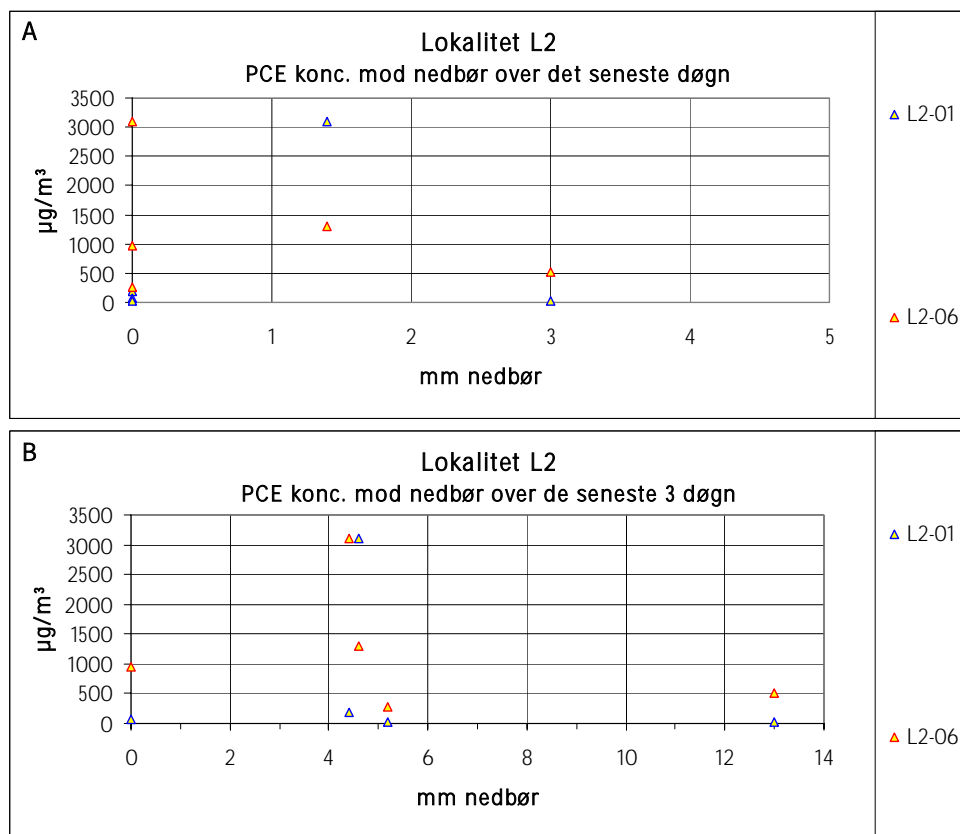 A
Lokalitet L2
PCE konc. mod nedbør over det seneste døgn
3500
3000
2500
2000
1500
1000
500
0
µg/m³
0 1 2 3 4 5
mm nedbør
L2-01
L2-06
B
Lokalitet L2
PCE konc. mod nedbør over de seneste 3 døgn
3500
3000
2500
2000
1500
1000
500
0
µg/m³
0 2 4 6 8 10 12 14
mm nedbør
L2-01
L2-06